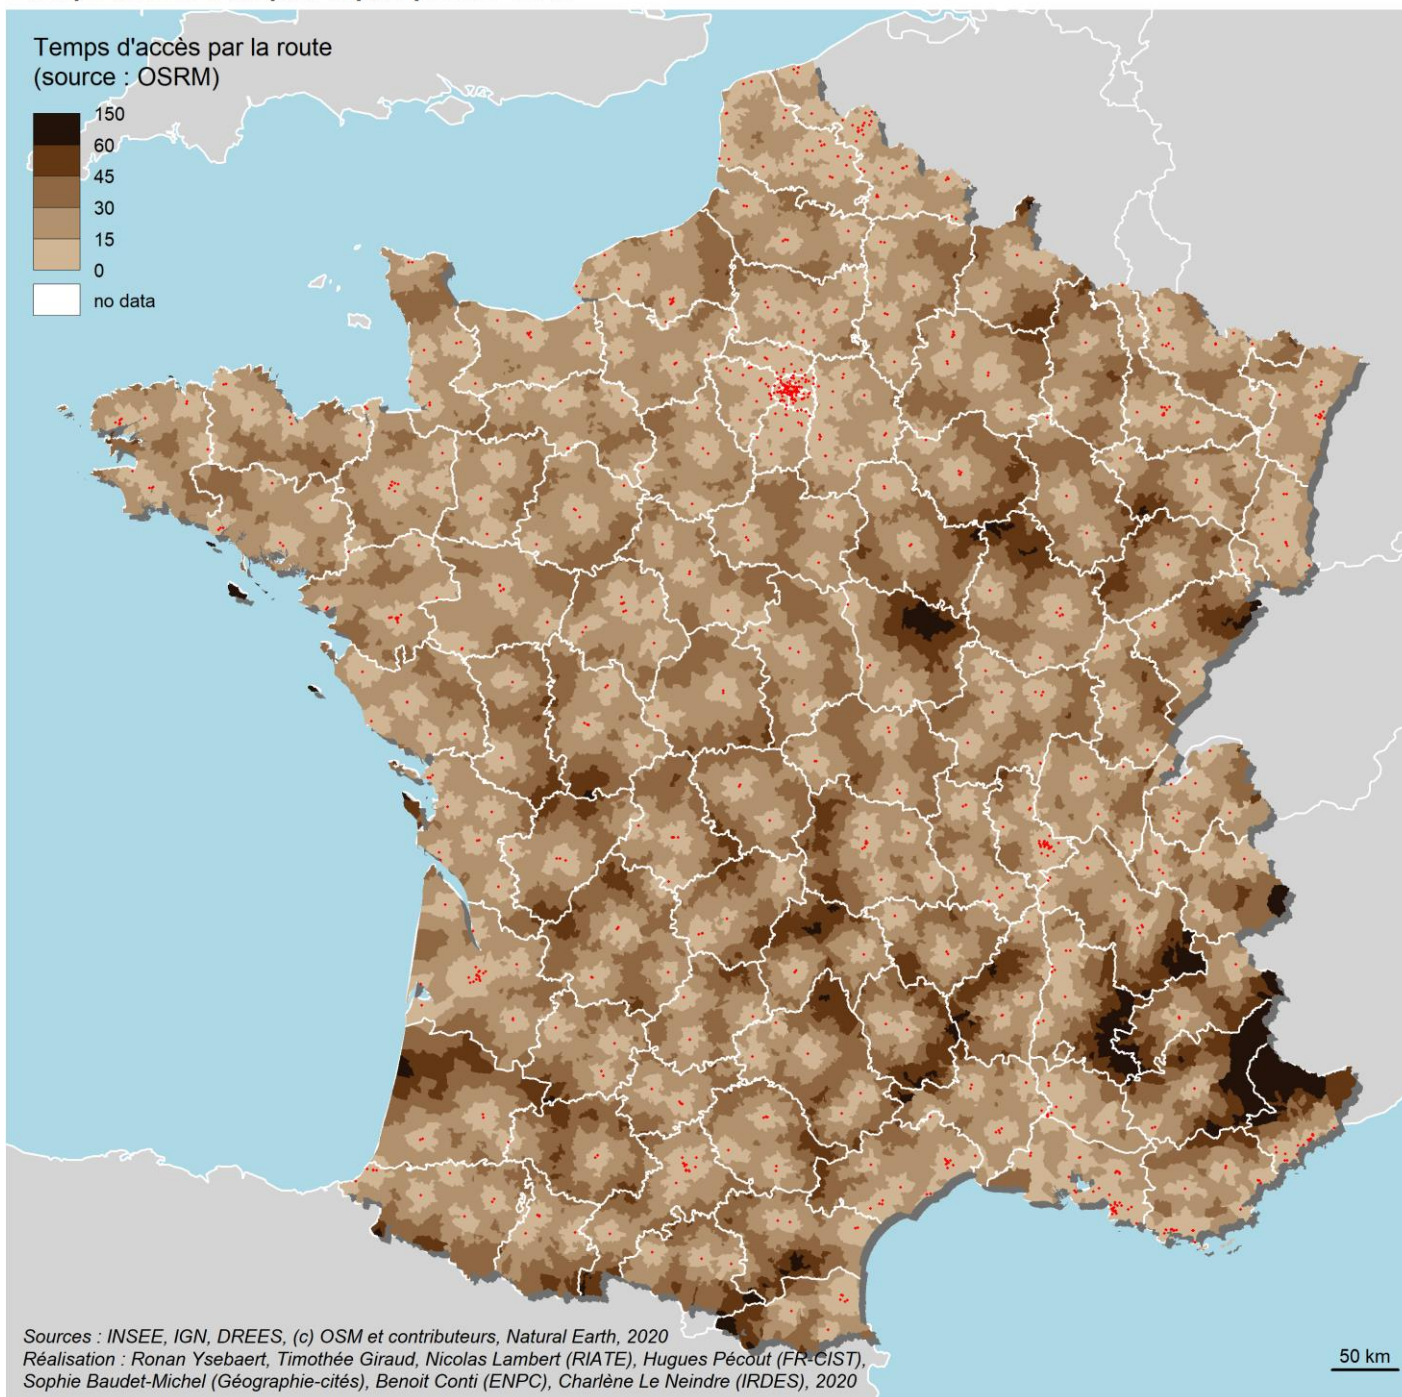 Temps d'accès par la route
(source : OSRM)
150
60
45
30
15
0
no data
Sources : INSEE, IGN, DREES, (c) OSM et contributeurs, Natural Earth, 2020
Réalisation : Ronan Ysebaert, Timothée Giraud, Nicolas Lambert (RIATE), Hugues Pécout (FR-CIST),
Sophie Baudet-Michel (Géographie-cités), Benoit Conti (ENPC), Charlène Le Neindre (IRDES), 2020
50 km